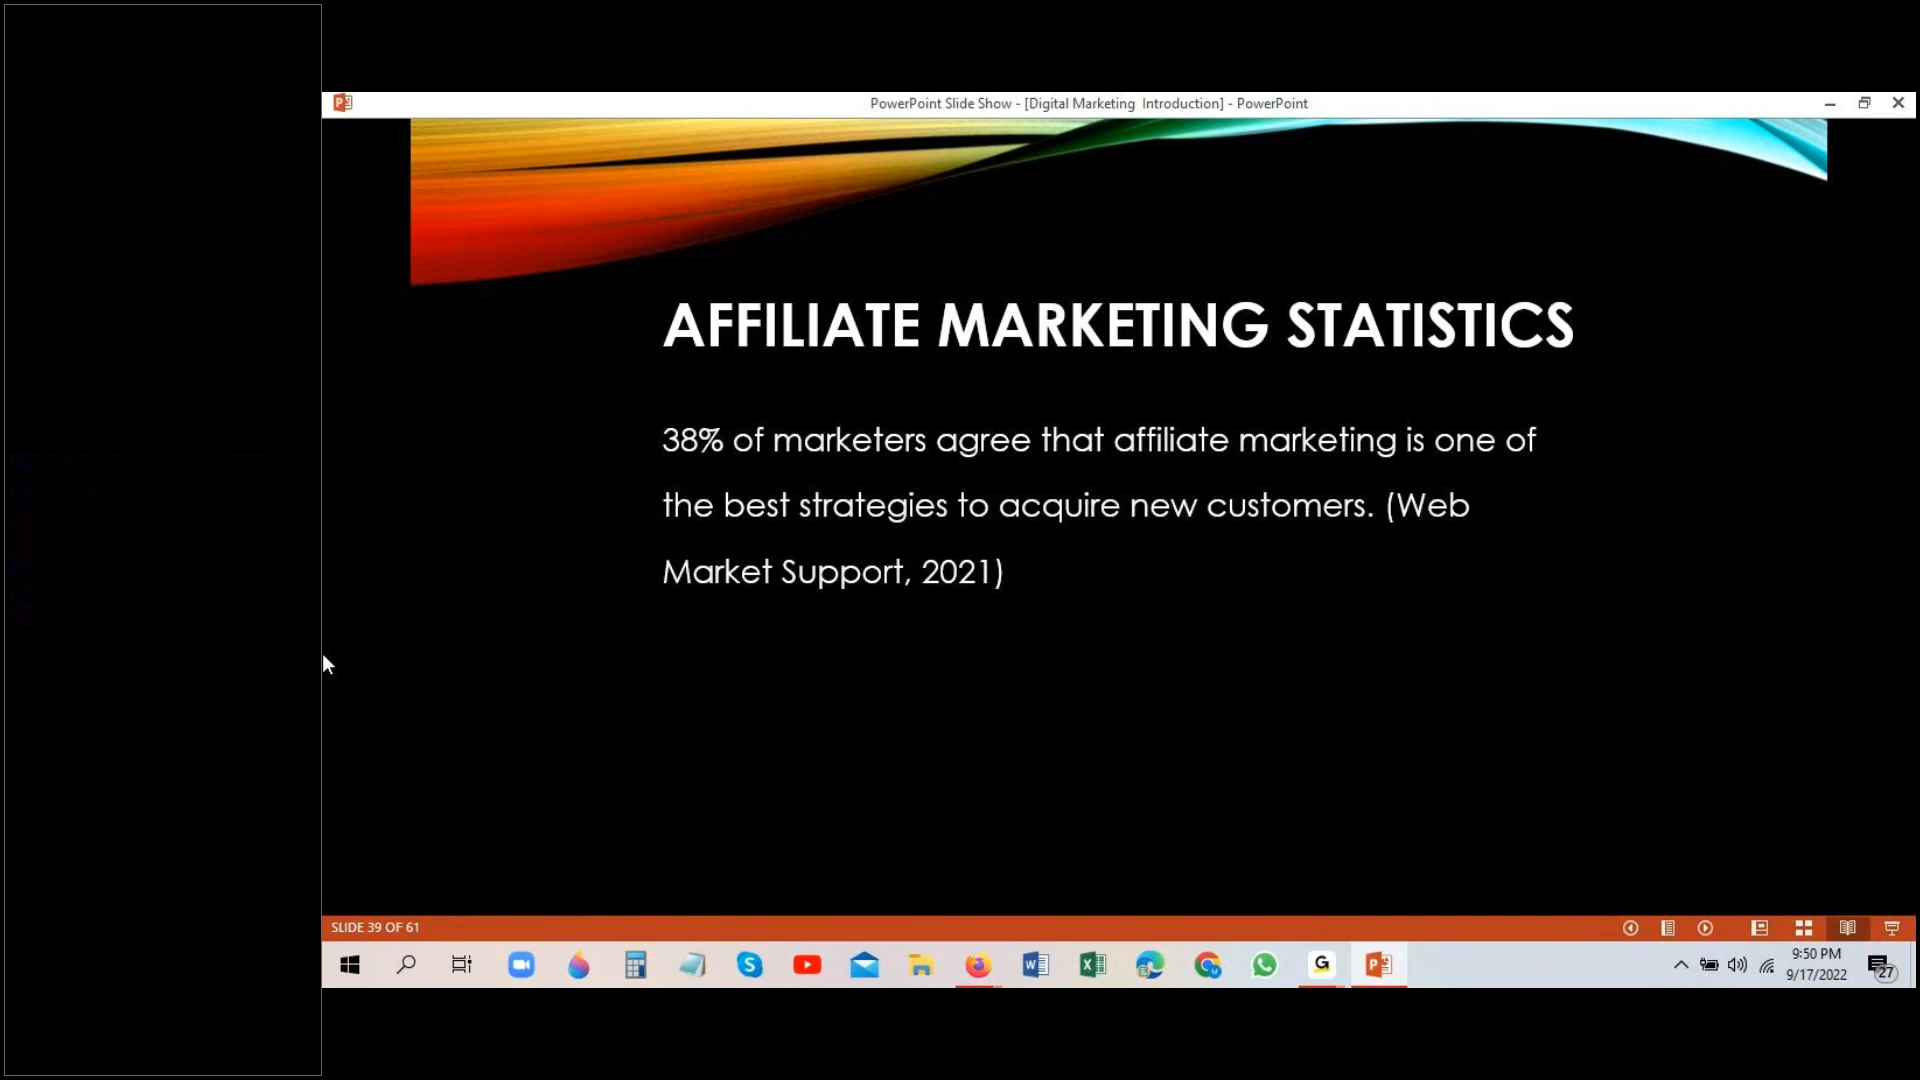 PowerPoint Slide Show - [Digital Marketing  Introduction] - PowerPoint
AFFILIATE MARKETING STATISTICS
38% of marketers agree that affiliate marketing is one of
the best strategies to acquire new customers. (Web
Market Support, 2021)
SLIDE 39 OF 61
9:50 PM
9/17/2022
27